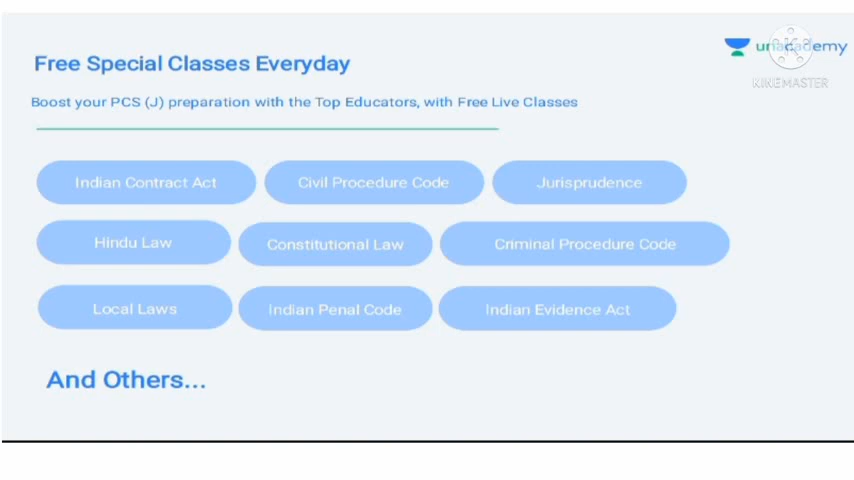 unacademy
KINEMASTER
Free Special Classes Everyday
Boost your PCS (J) preparation with the Top Educators, with Free Live Classes
Indian Contract Act
Civil Procedure Code
Jurisprudence
Hindu Law
Constitutional Law
Criminal Procedure Code
Local Laws
Indian Penal Code
Indian Evidence Act
And Others...